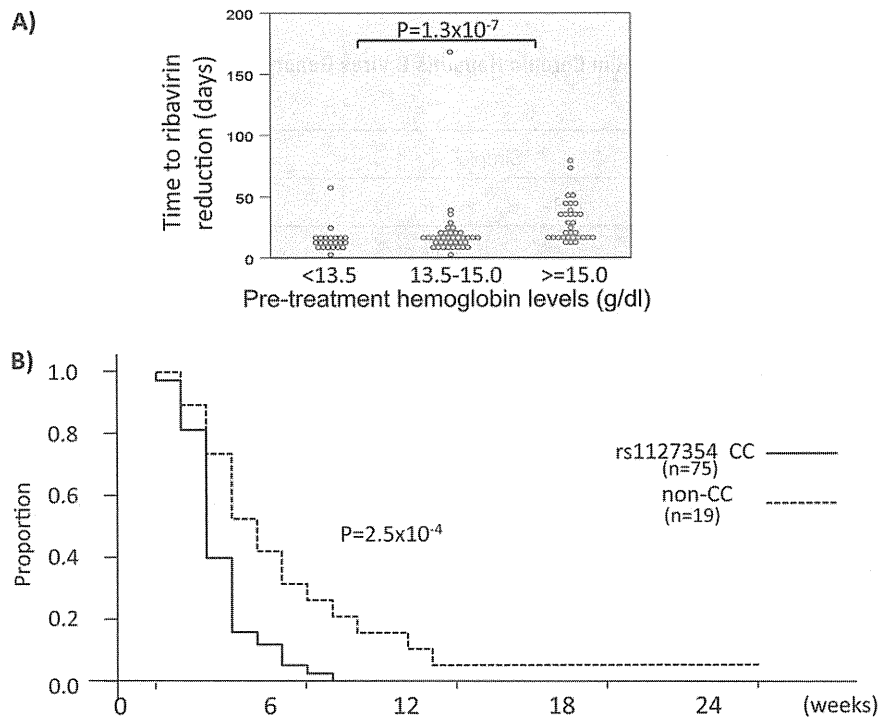 A)
P=1.3x10-7
Time to ribavirin
reduction (days)
200
150
100
50
0
<13.5 13.5-15.0 >=15.0
Pre-treatment hemoglobin levels (g/dl)
B)
Proportion
1.0
0.8
0.6
0.4
0.2
0.0
rs1127354 CC
(n=75)
non-CC
(n=19)
P=2.5x10-4
0 6 12 18 24 (weeks)